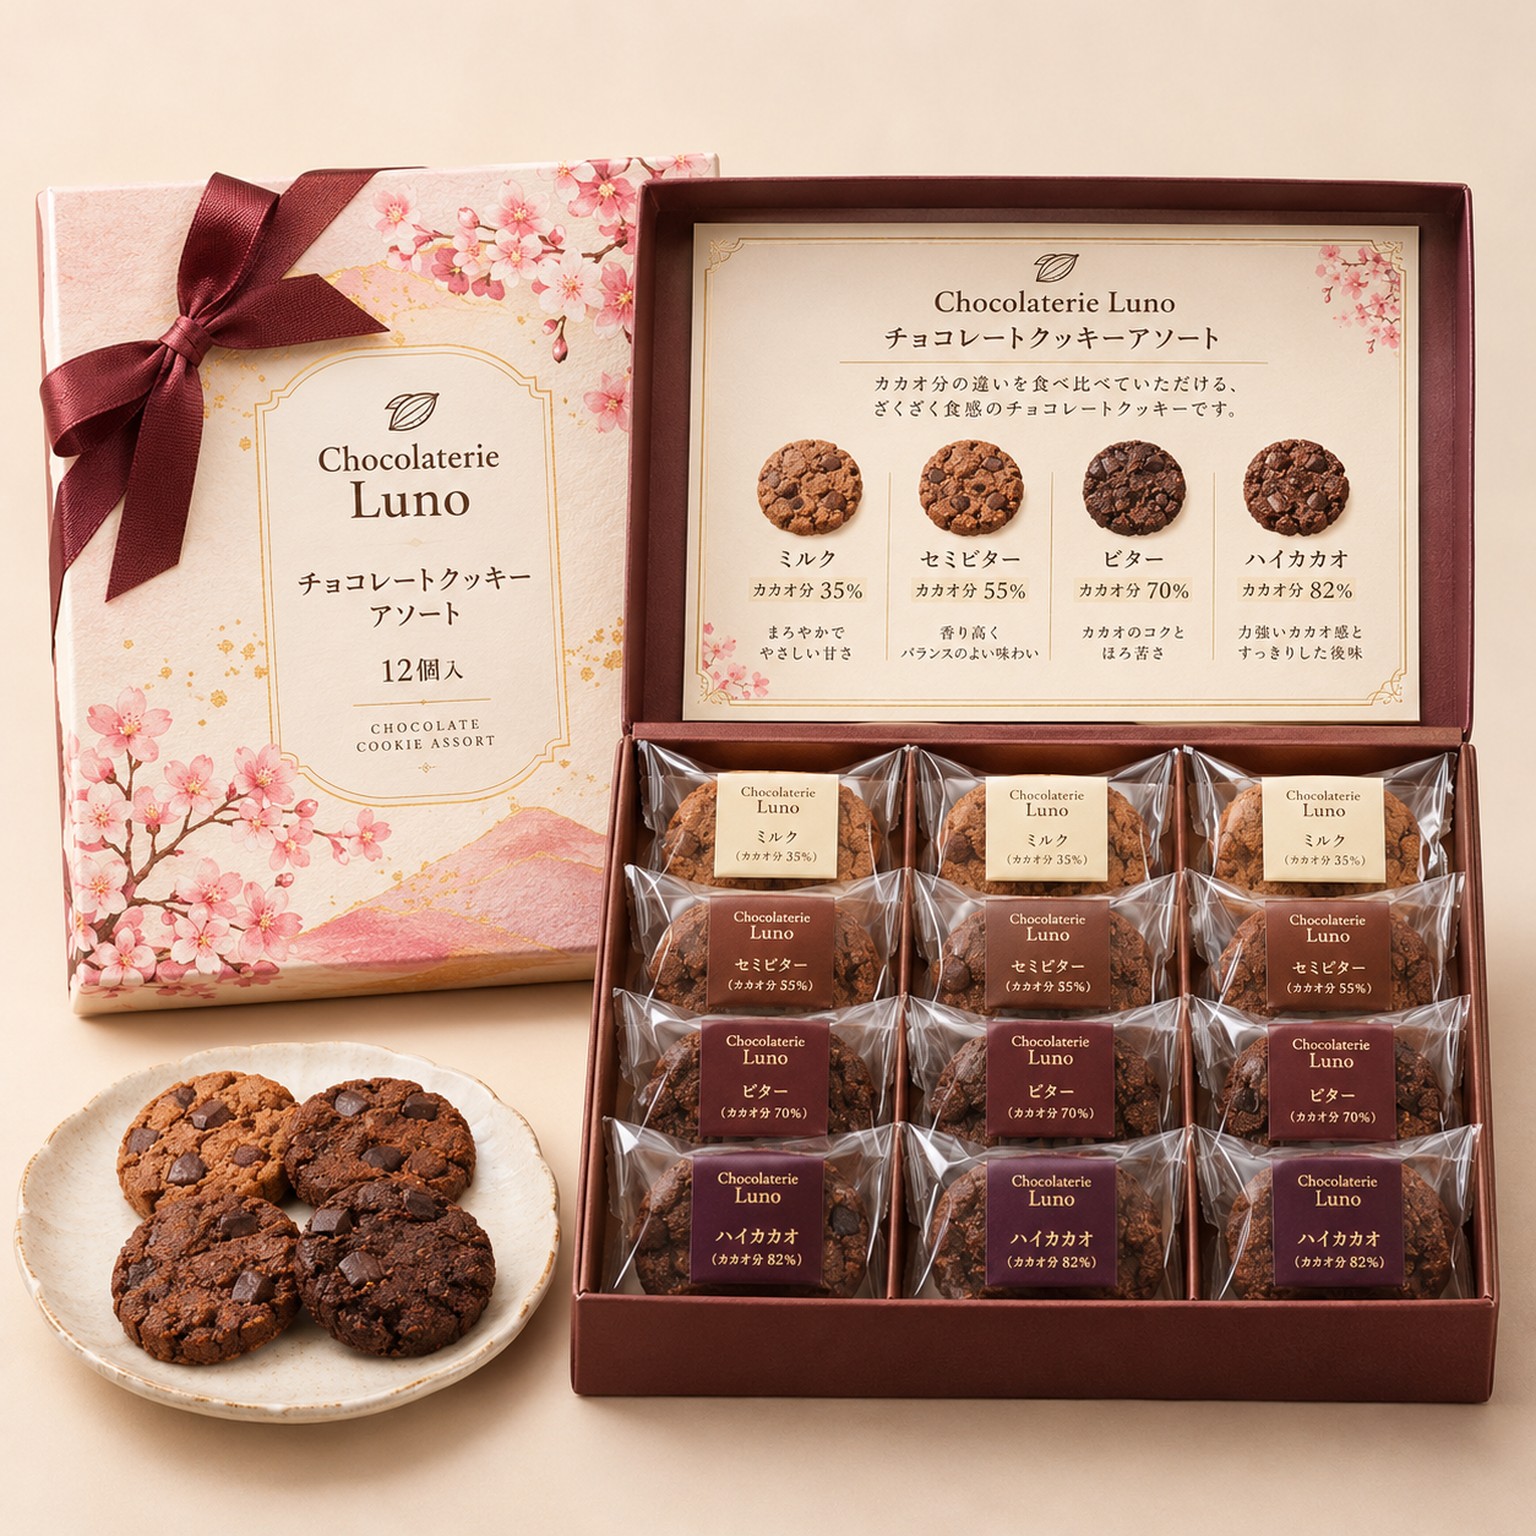 Chocolaterie
Luno
チョコレートクッキー
アソート
12個入
CHOCOLATE
COOKIE ASSORT
Chocolaterie Luno
チョコレートクッキーアソート
カカオ分の違いを食べ比べていただける、
ざくざく食感のチョコレートクッキーです。
ミルク
カカオ分 35%
まろやかで
やさしい甘さ
セミビター
カカオ分 55%
香り高く
バランスのよい味わい
ビター
カカオ分 70%
カカオのコクと
ほろ苦さ
ハイカカオ
カカオ分 82%
力強いカカオ感と
すっきりした後味
Chocolaterie
Luno
ミルク
(カカオ分 35%)
Chocolaterie
Luno
ミルク
(カカオ分 35%)
Chocolaterie
Luno
ミルク
(カカオ分 35%)
Chocolaterie
Luno
セミビター
(カカオ分 55%)
Chocolaterie
Luno
セミビター
(カカオ分 55%)
Chocolaterie
Luno
セミビター
(カカオ分 55%)
Chocolaterie
Luno
ビター
(カカオ分 70%)
Chocolaterie
Luno
ビター
(カカオ分 70%)
Chocolaterie
Luno
ビター
(カカオ分 70%)
Chocolaterie
Luno
ハイカカオ
(カカオ分 82%)
Chocolaterie
Luno
ハイカカオ
(カカオ分 82%)
Chocolaterie
Luno
ハイカカオ
(カカオ分 82%)